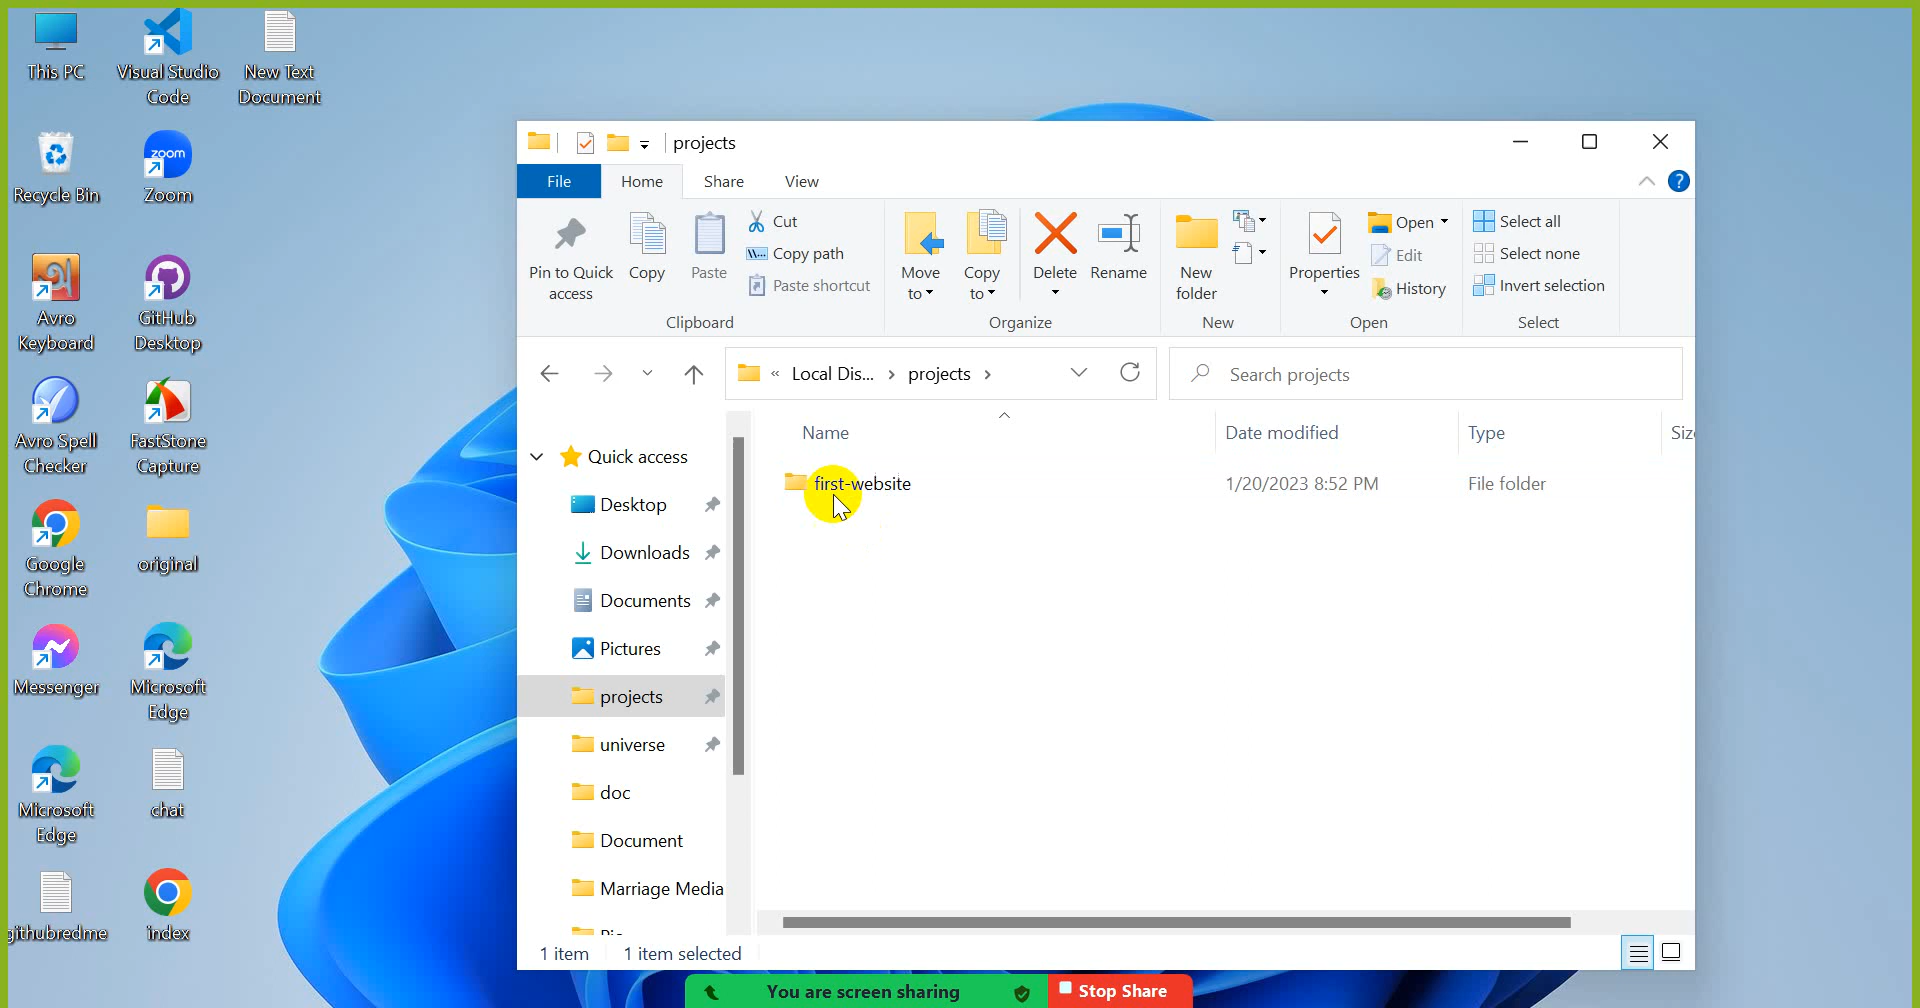 This PC
Visual Studio
Code
New Text
Document
Recycle Bin
zoom
Zoom
Avro
Keyboard
GitHub
Desktop
Avro Spell
Checker
FastStone
Capture
Google
Chrome
original
Messenger
Microsoft
Edge
Microsoft
Edge
chat
githubredme
index
projects
File
Home
Share
View
Pin to Quick
access
Copy
Paste
Cut
Copy path
Paste shortcut
Clipboard
Move
to
Copy
to
Delete
Rename
Organize
New
folder
New
Properties
Open
Edit
History
Open
Select all
Select none
Invert selection
Select
« Local Dis... › projects ›
Search projects
Name
Date modified
Type
Siz
first-website
1/20/2023 8:52 PM
File folder
Quick access
Desktop
Downloads
Documents
Pictures
projects
universe
doc
Document
Marriage Media
1 item
1 item selected
You are screen sharing
Stop Share